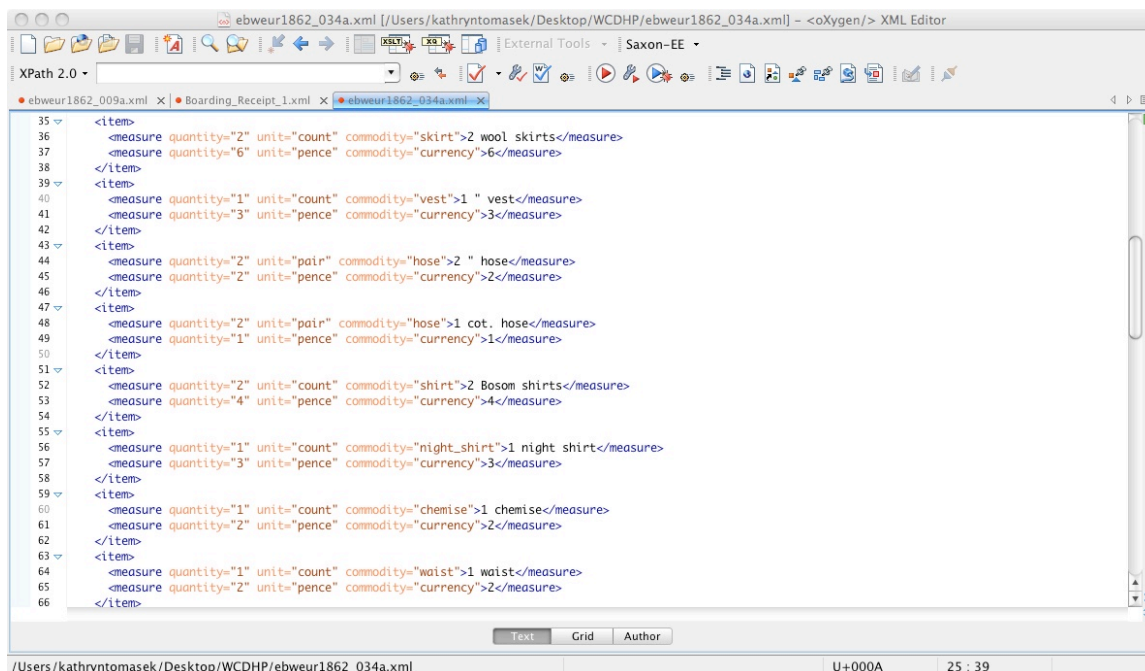 ebweur1862_034a.xml [/Users/kathryntomasek/Desktop/WCDHP/ebweur1862_034a.xml] - <oXygen/> XML Editor
External Tools Saxon-EE
XPath 2.0
ebweur1862_009a.xml Boarding_Receipt_1.xml ebweur1862_034a.xml
35 <item>
36 <measure quantity="2" unit="count" commodity="skirt">2 wool skirts</measure>
37 <measure quantity="6" unit="pence" commodity="currency">6</measure>
38 </item>
39 <item>
40 <measure quantity="1" unit="count" commodity="vest">1 " vest</measure>
41 <measure quantity="3" unit="pence" commodity="currency">3</measure>
42 </item>
43 <item>
44 <measure quantity="2" unit="pair" commodity="hose">2 " hose</measure>
45 <measure quantity="2" unit="pence" commodity="currency">2</measure>
46 </item>
47 <item>
48 <measure quantity="2" unit="pair" commodity="hose">1 cot. hose</measure>
49 <measure quantity="1" unit="pence" commodity="currency">1</measure>
50 </item>
51 <item>
52 <measure quantity="2" unit="count" commodity="shirt">2 Bosom shirts</measure>
53 <measure quantity="4" unit="pence" commodity="currency">4</measure>
54 </item>
55 <item>
56 <measure quantity="1" unit="count" commodity="night_shirt">1 night shirt</measure>
57 <measure quantity="3" unit="pence" commodity="currency">3</measure>
58 </item>
59 <item>
60 <measure quantity="1" unit="count" commodity="chemise">1 chemise</measure>
61 <measure quantity="2" unit="pence" commodity="currency">2</measure>
62 </item>
63 <item>
64 <measure quantity="1" unit="count" commodity="waist">1 waist</measure>
65 <measure quantity="2" unit="pence" commodity="currency">2</measure>
66 </item>
Text Grid Author
/Users/kathryntomasek/Desktop/WCDHP/ebweur1862_034a.xml U+000A 25 : 39